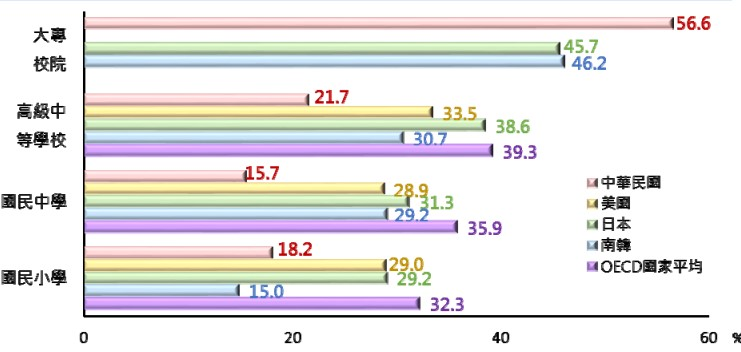 大專
校院
56.6
45.7
46.2
高級中
等學校
21.7
33.5
38.6
30.7
39.3
國民中學
15.7
28.9
31.3
29.2
35.9
國民小學
18.2
29.0
29.2
15.0
32.3
中華民國
美國
日本
南韓
OECD國家平均
0 20 40 60 %